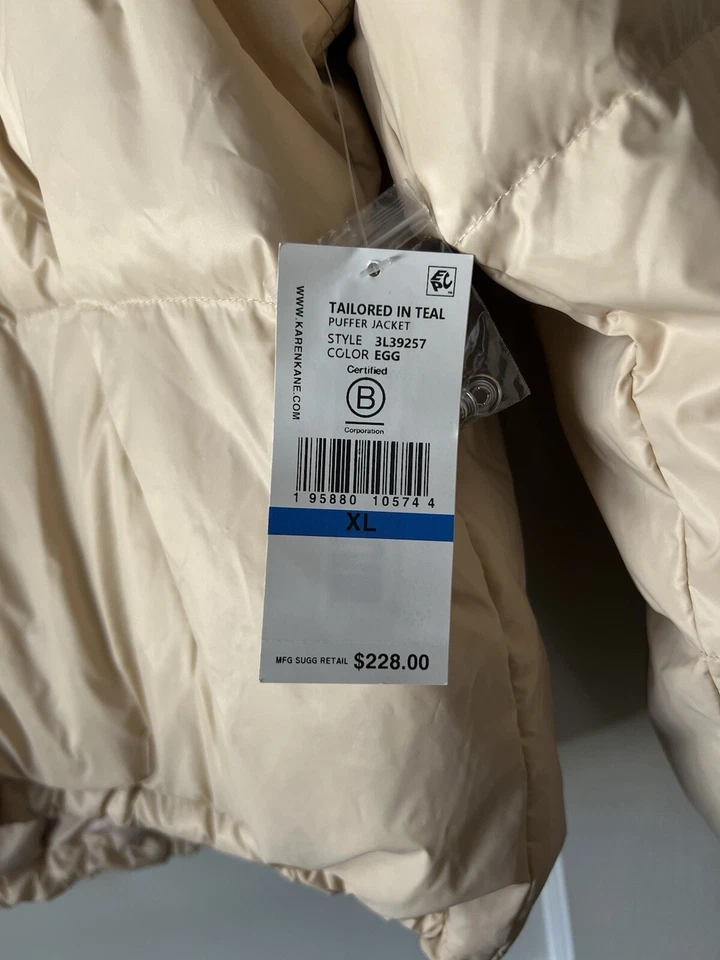 EPC
TAILORED IN TEAL
PUFFER JACKET
STYLE 3L39257
COLOR EGG
Certified
B
Corporation
WWW.KARENKANE.COM
1 95880 10574 4
XL
MFG SUGG RETAIL $228.00